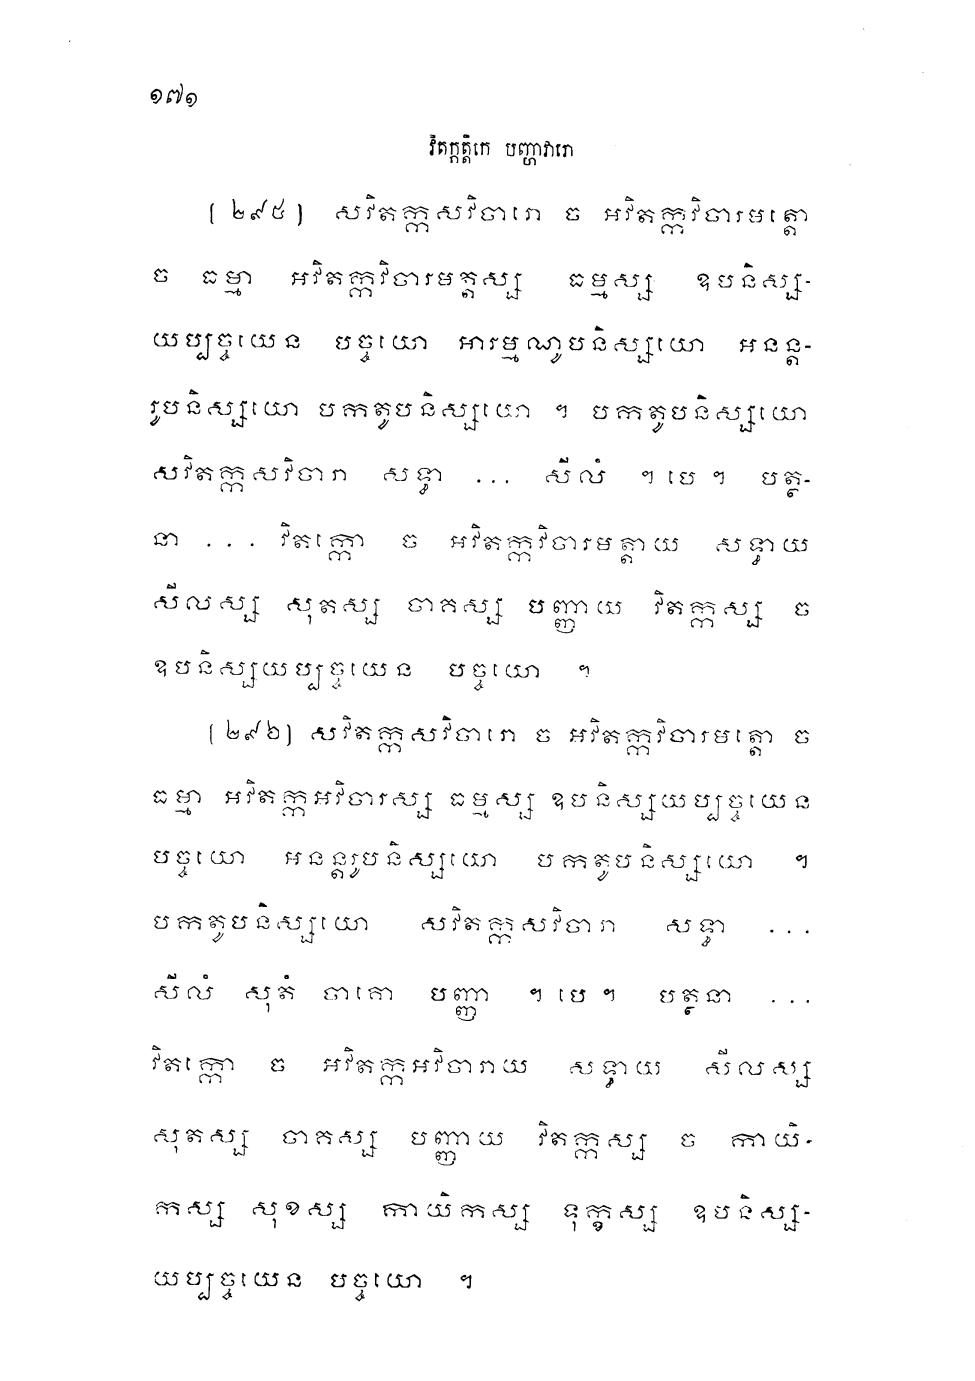 ១៧១
វិតក្កត្តិកេ បញ្ហាវារោ
[២៩៥] សវិតក្កសវិចារោ ច អវិតក្កវិចារមត្តោ
ច ធម្មា អវិតក្កវិចារមត្តស្ស ធម្មស្ស ឧបនិស្ស-
យប្បច្ចយេន បច្ចយោ អារម្មណូបនិស្សយោ អនន្ត-
រូបនិស្សយោ បកតូបនិស្សយោ ។ បកតូបនិស្សយោ
សវិតក្កសវិចារា សទ្ធា ... សីលំ ។ បេ ។ បត្ថ-
នា ... វិតក្កោ ច អវិតក្កវិចារមត្តាយ សទ្ធាយ
សីលស្ស សុតស្ស ចាគស្ស បញ្ញាយ វិតក្កស្ស ច
ឧបនិស្សយប្បច្ចយេន បច្ចយោ ។
[២៩៦] សវិតក្កសវិចារោ ច អវិតក្កវិចារមត្តោ ច
ធម្មា អវិតក្កអវិចារស្ស ធម្មស្ស ឧបនិស្សយប្បច្ចយេន
បច្ចយោ អនន្តរូបនិស្សយោ បកតូបនិស្សយោ ។
បកតូបនិស្សយោ សវិតក្កសវិចារា សទ្ធា ...
សីលំ សុតំ ចាគោ បញ្ញា ។ បេ ។ បត្ថនា ...
វិតក្កោ ច អវិតក្កអវិចារាយ សទ្ធាយ សីលស្ស
សុតស្ស ចាគស្ស បញ្ញាយ វិតក្កស្ស ច កាយិ-
កស្ស សុខស្ស កាយិកស្ស ទុក្ខស្ស ឧបនិស្ស-
យប្បច្ចយេន បច្ចយោ ។